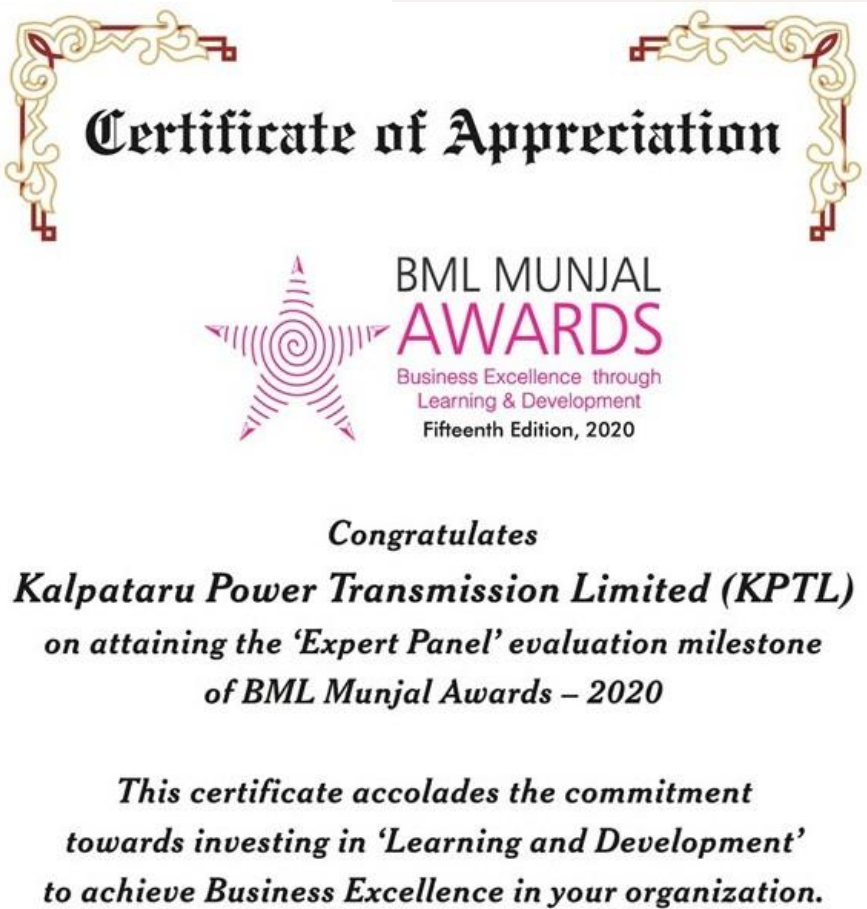 Certificate of Appreciation
BML MUNJAL
AWARDS
Business Excellence through
Learning & Development
Fifteenth Edition, 2020
Congratulates
Kalpataru Power Transmission Limited (KPTL)
on attaining the ‘Expert Panel’ evaluation milestone
of BML Munjal Awards – 2020
This certificate accolades the commitment
towards investing in ‘Learning and Development’
to achieve Business Excellence in your organization.